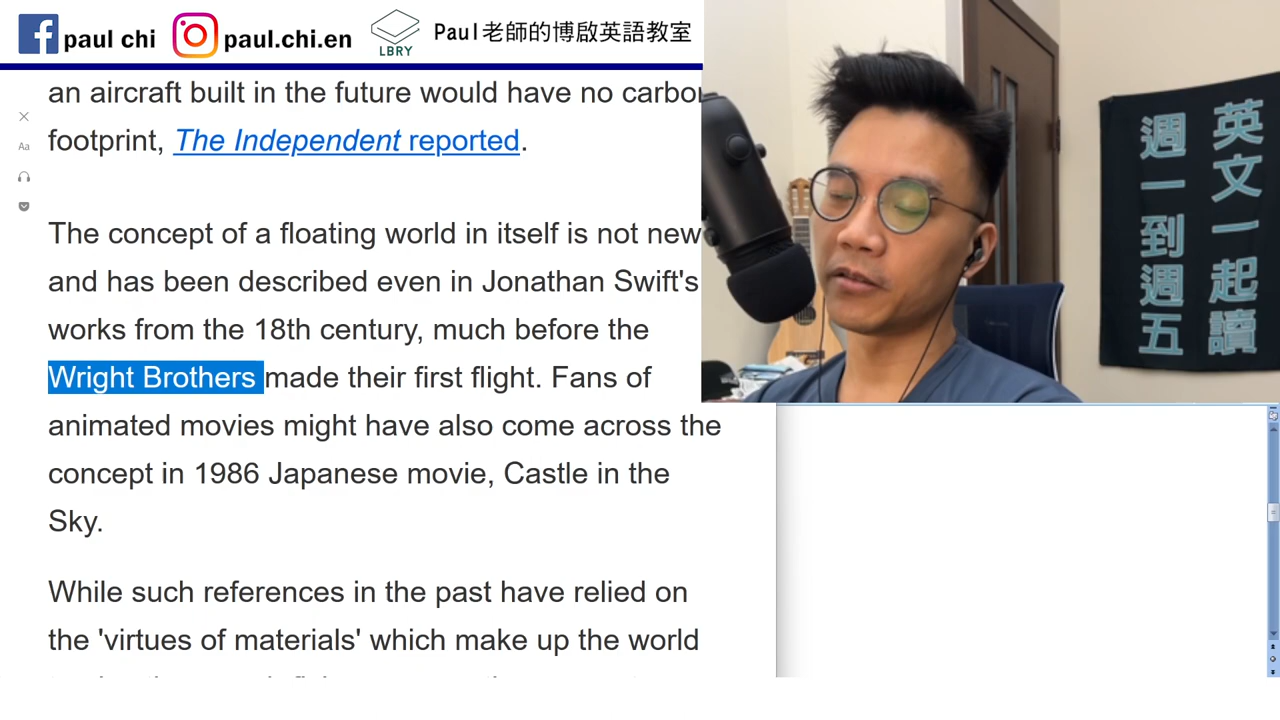 paul chi
paul.chi.en
LBRY
Paul老師的博啟英語教室
an aircraft built in the future would have no carbon
footprint, The Independent reported.
The concept of a floating world in itself is not new
and has been described even in Jonathan Swift's
works from the 18th century, much before the
Wright Brothers made their first flight. Fans of
animated movies might have also come across the
concept in 1986 Japanese movie, Castle in the
Sky.
While such references in the past have relied on
the 'virtues of materials' which make up the world
Aa
英文一起讀
週一到週五